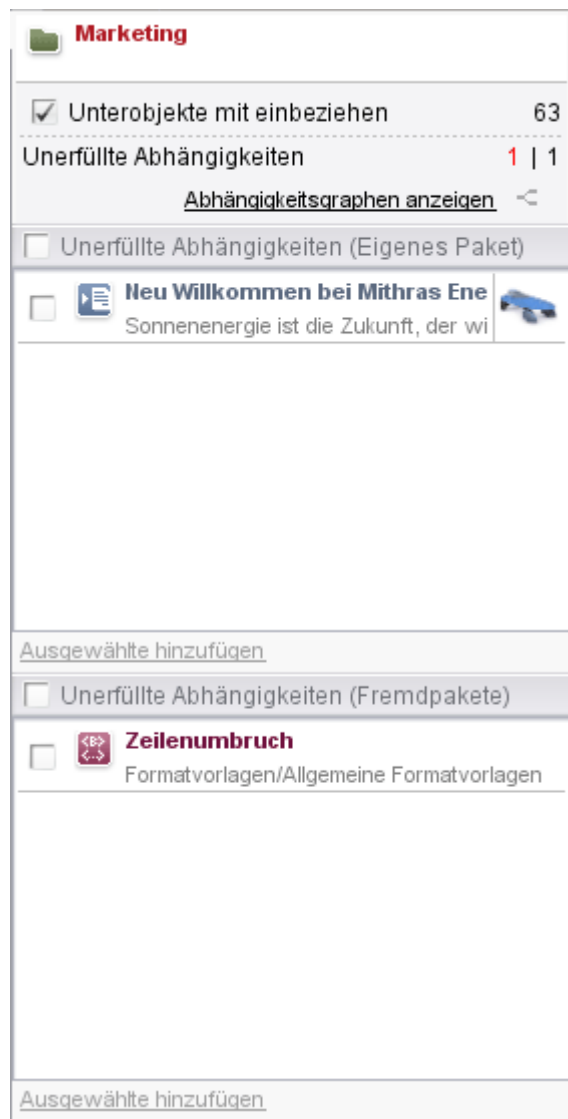 Marketing
Unterobjekte mit einbeziehen 63
Unerfüllte Abhängigkeiten 1 | 1
Abhängigkeitsgraphen anzeigen
Unerfüllte Abhängigkeiten (Eigenes Paket)
Neu Willkommen bei Mithras Ene
Sonnenenergie ist die Zukunft, der wi
Ausgewählte hinzufügen
Unerfüllte Abhängigkeiten (Fremdpakete)
<B>
<..>
Zeilenumbruch
Formatvorlagen/Allgemeine Formatvorlagen
Ausgewählte hinzufügen